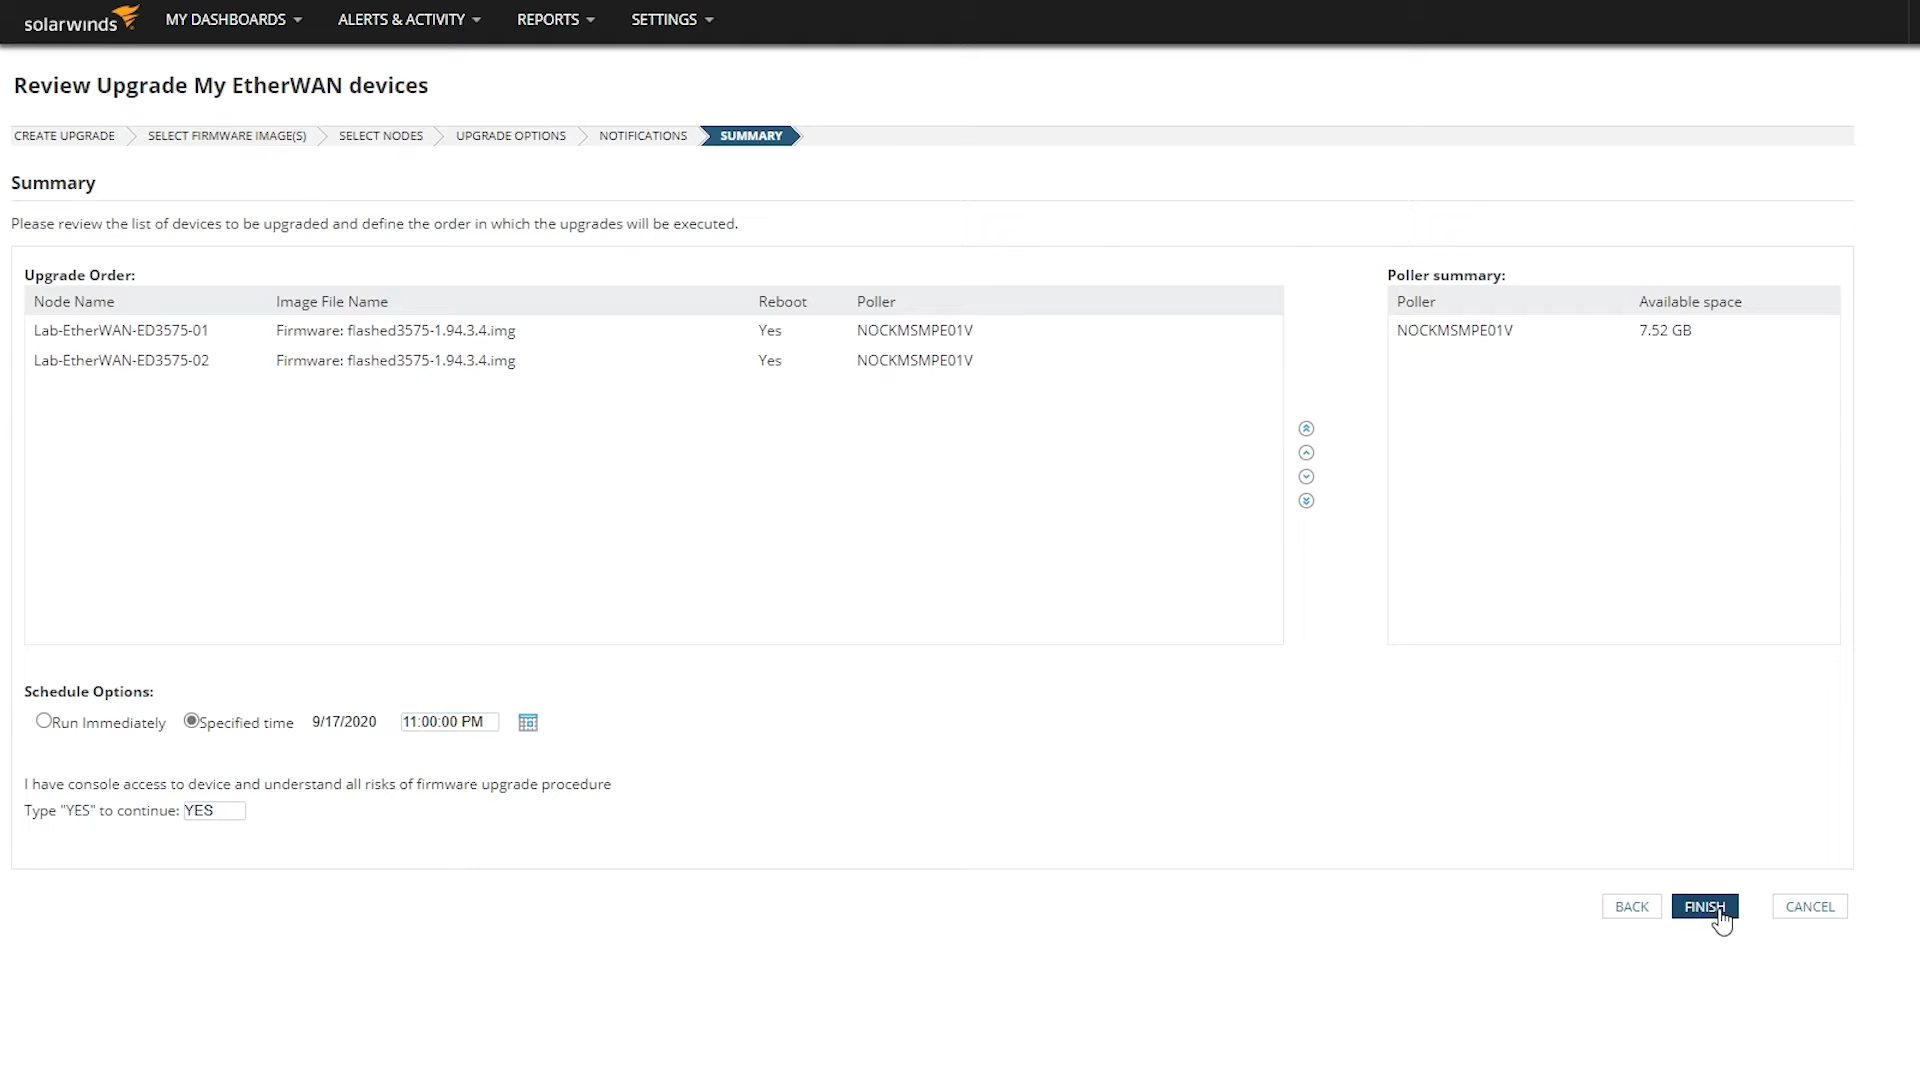 solarwinds MY DASHBOARDS ALERTS & ACTIVITY REPORTS SETTINGS
Review Upgrade My EtherWAN devices
CREATE UPGRADE SELECT FIRMWARE IMAGE(S) SELECT NODES UPGRADE OPTIONS NOTIFICATIONS SUMMARY
Summary
Please review the list of devices to be upgraded and define the order in which the upgrades will be executed.
Upgrade Order: Poller summary:
Node Name Image File Name Reboot Poller Poller Available space
Lab-EtherWAN-ED3575-01 Firmware: flashed3575-1.94.3.4.img Yes NOCKMSMPE01V NOCKMSMPE01V 7.52 GB
Lab-EtherWAN-ED3575-02 Firmware: flashed3575-1.94.3.4.img Yes NOCKMSMPE01V
Schedule Options:
Run Immediately Specified time 9/17/2020 11:00:00 PM
I have console access to device and understand all risks of firmware upgrade procedure
Type "YES" to continue: YES
BACK FINISH CANCEL